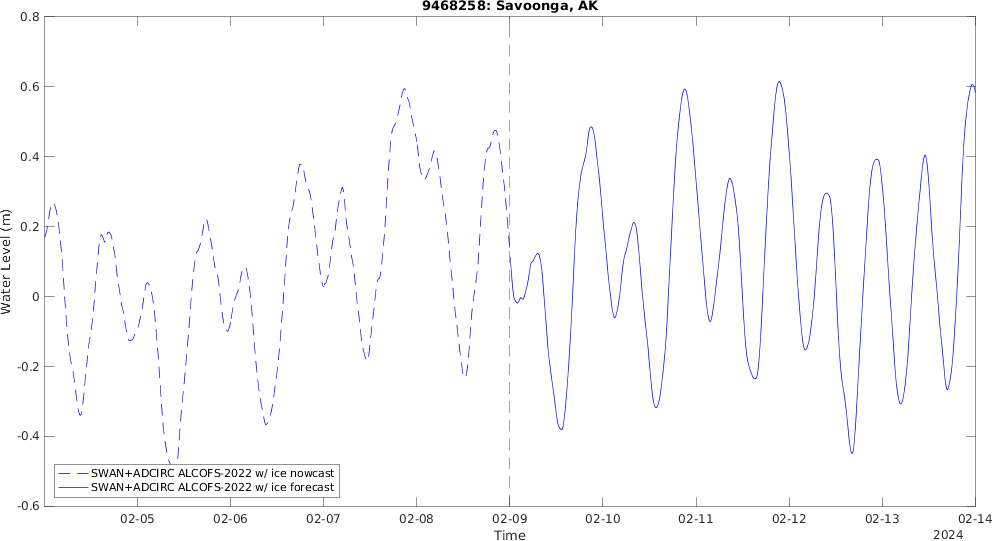 9468258: Savoonga, AK
0.8
0.6
0.4
0.2
0
-0.2
-0.4
-0.6
Water Level (m)
SWAN+ADCIRC ALCOFS-2022 w/ ice nowcast
SWAN+ADCIRC ALCOFS-2022 w/ ice forecast
02-05 02-06 02-07 02-08 02-09 02-10 02-11 02-12 02-13 02-14
Time
2024